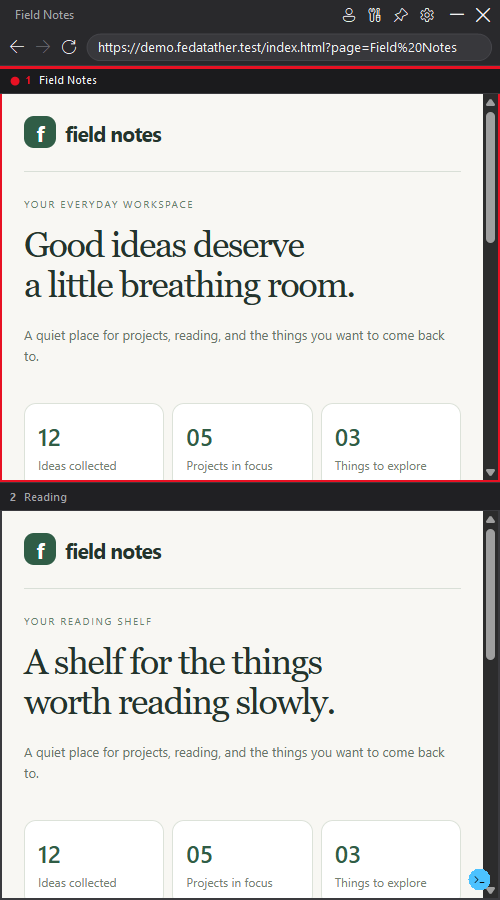 Field Notes
https://demo.fedatather.test/index.html?page=Field%20Notes
1 Field Notes
f field notes
YOUR EVERYDAY WORKSPACE
Good ideas deserve
a little breathing room.
A quiet place for projects, reading, and the things you want to come back
to.
12 05 03
Ideas collected Projects in focus Things to explore
2 Reading
f field notes
YOUR READING SHELF
A shelf for the things
worth reading slowly.
A quiet place for projects, reading, and the things you want to come back
to.
12 05 03
Ideas collected Projects in focus Things to explore